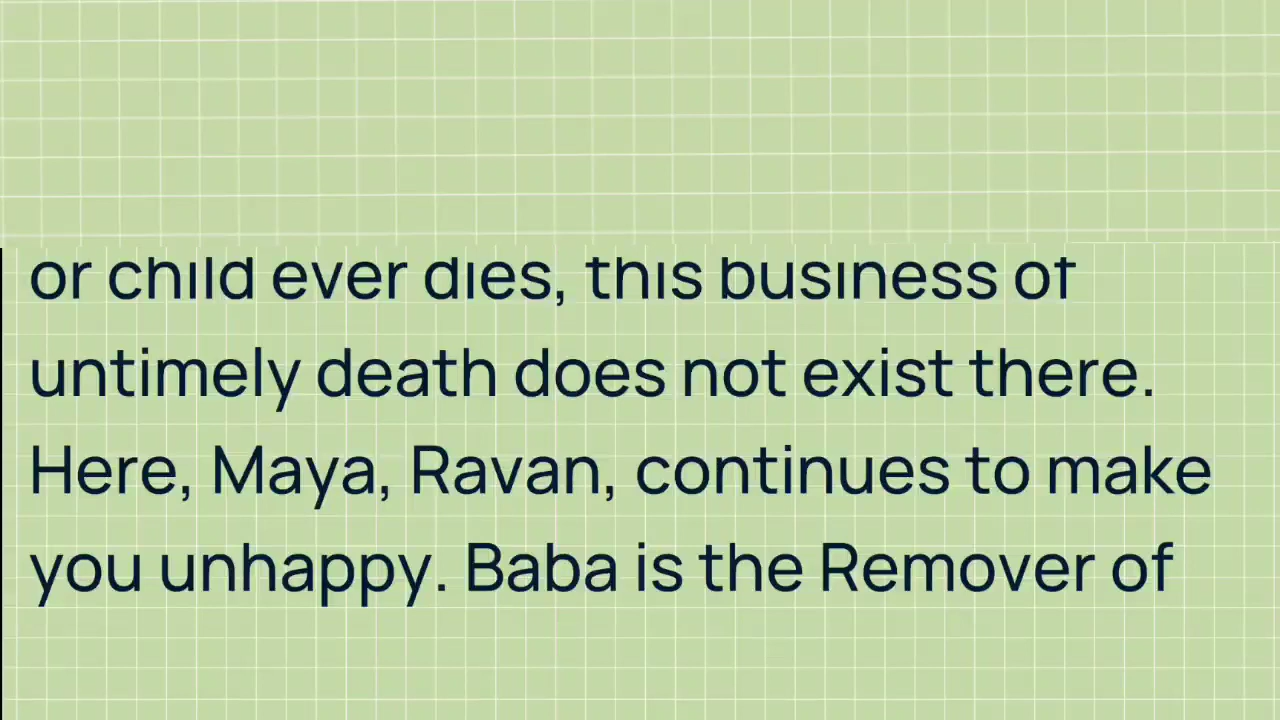 or child ever dies, this business of
untimely death does not exist there.
Here, Maya, Ravan, continues to make
you unhappy. Baba is the Remover of